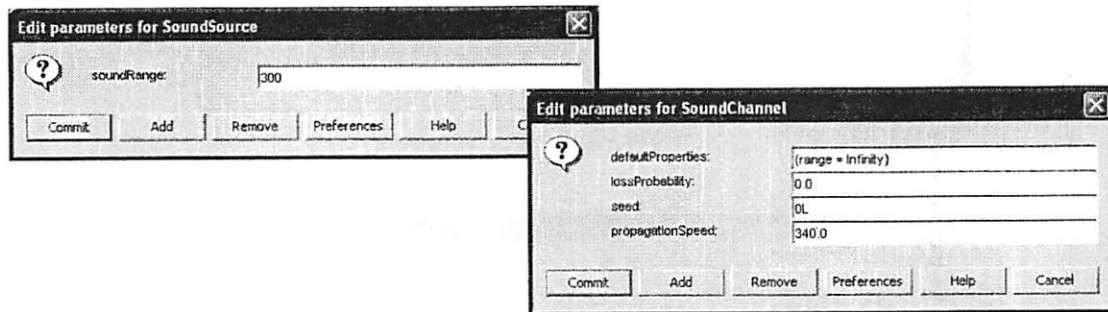 Edit parameters for SoundSource
soundRange: 300
Commit Add Remove Preferences Help
Edit parameters for SoundChannel
defaultProperties: {range = Infinity}
lossProbability: 0.0
seed: 0L
propagationSpeed: 340.0
Commit Add Remove Preferences Help Cancel